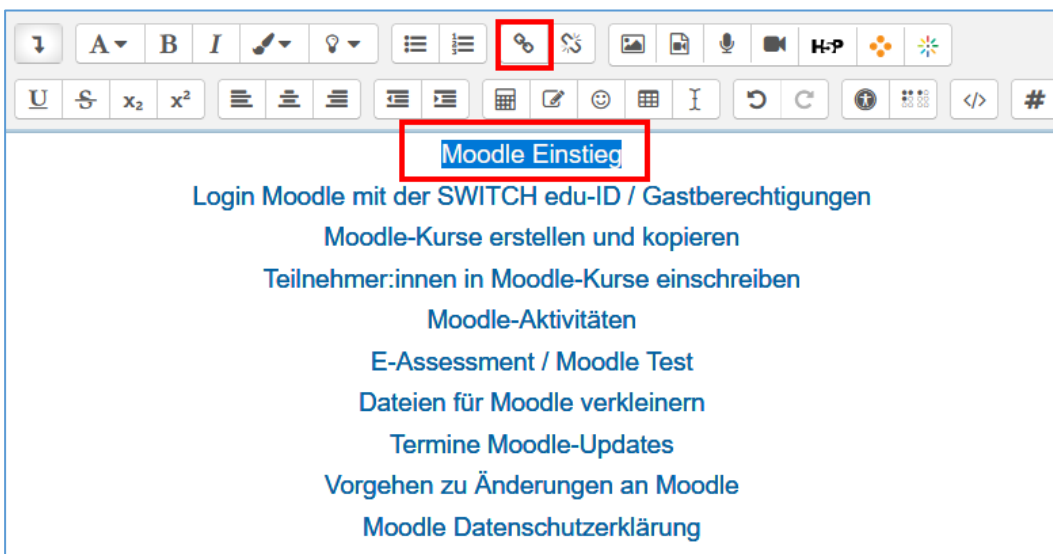 A B I H-P
U S x₂ x² </> #
Moodle Einstieg
Login Moodle mit der SWITCH edu-ID / Gastberechtigungen
Moodle-Kurse erstellen und kopieren
Teilnehmer:innen in Moodle-Kurse einschreiben
Moodle-Aktivitäten
E-Assessment / Moodle Test
Dateien für Moodle verkleinern
Termine Moodle-Updates
Vorgehen zu Änderungen an Moodle
Moodle Datenschutzerklärung